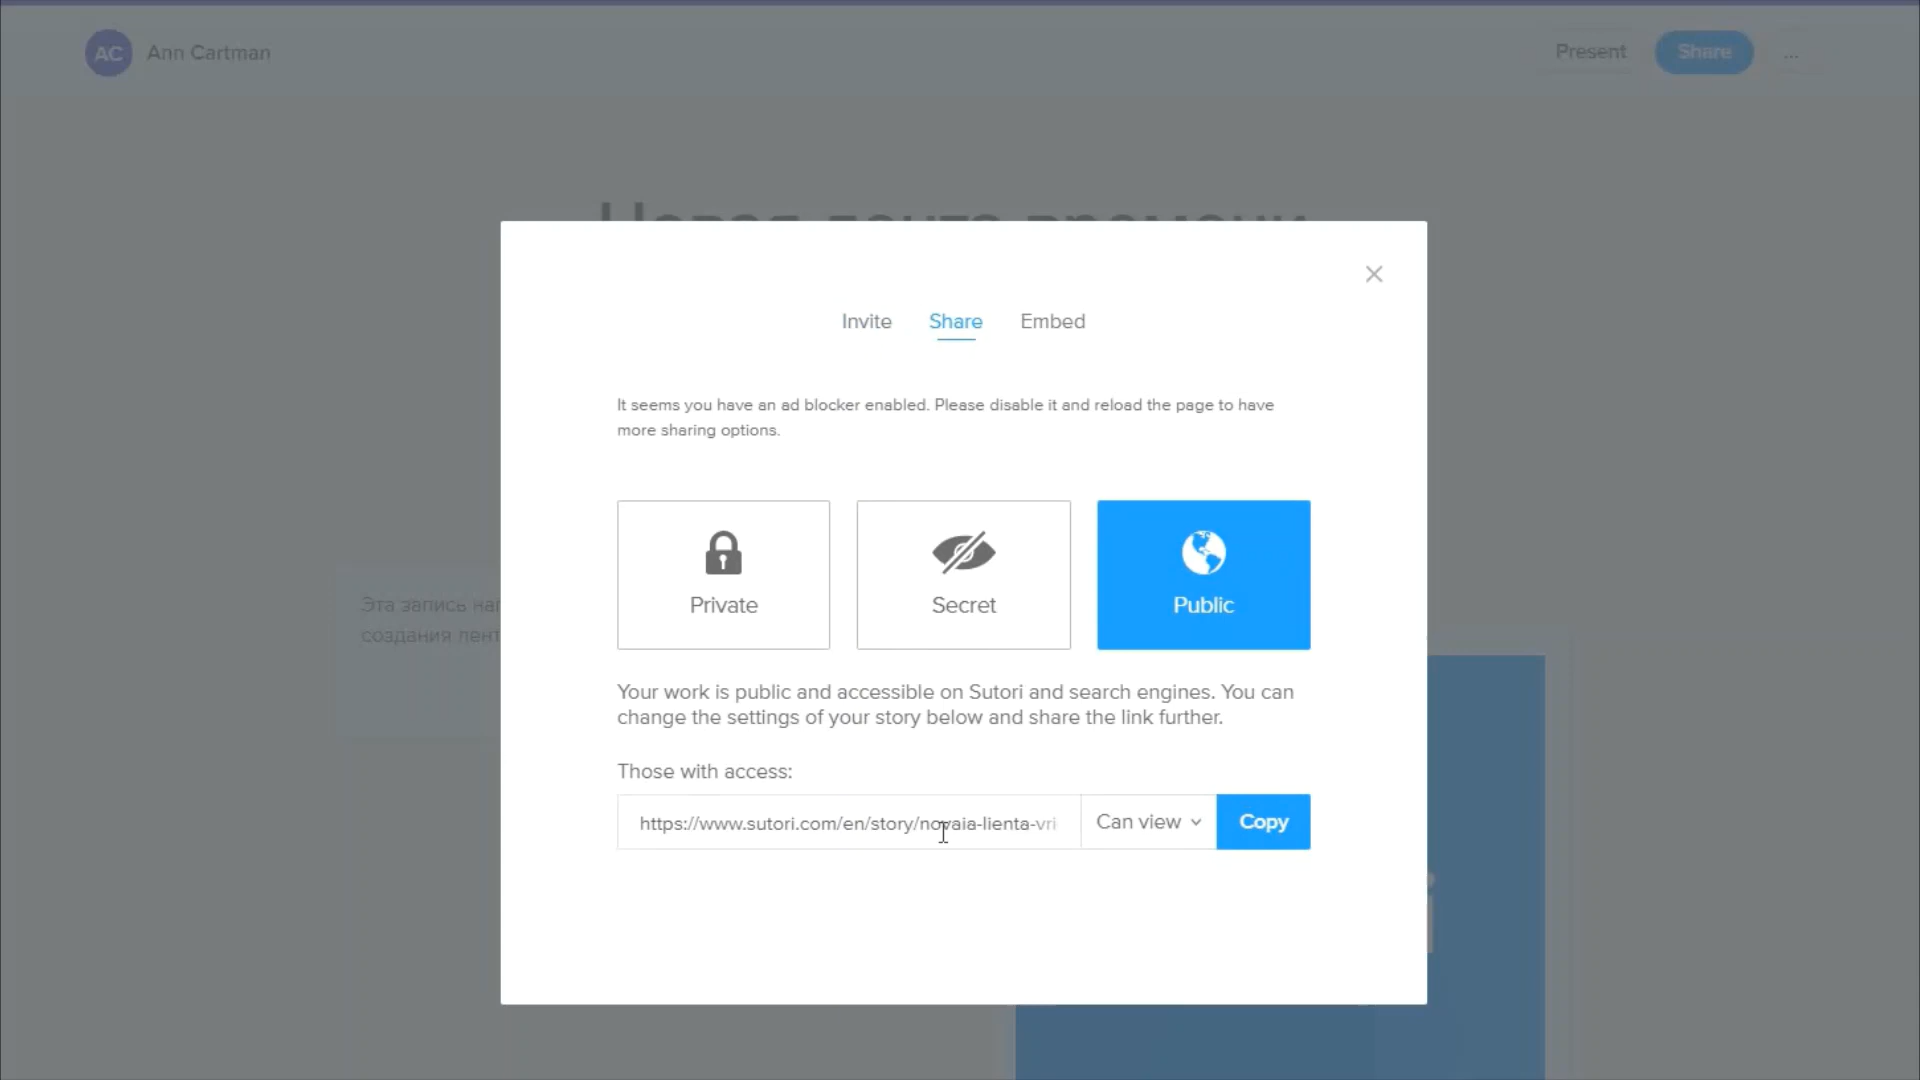 AC
Ann Cartman
Present
Share
...
Новая лента времени
Invite
Share
Embed
It seems you have an ad blocker enabled. Please disable it and reload the page to have
more sharing options.
Private
Secret
Public
Эта запись
создания
Your work is public and accessible on Sutori and search engines. You can
change the settings of your story below and share the link further.
Those with access:
https://www.sutori.com/en/story/novaia-lienta-vri
Can view
Copy